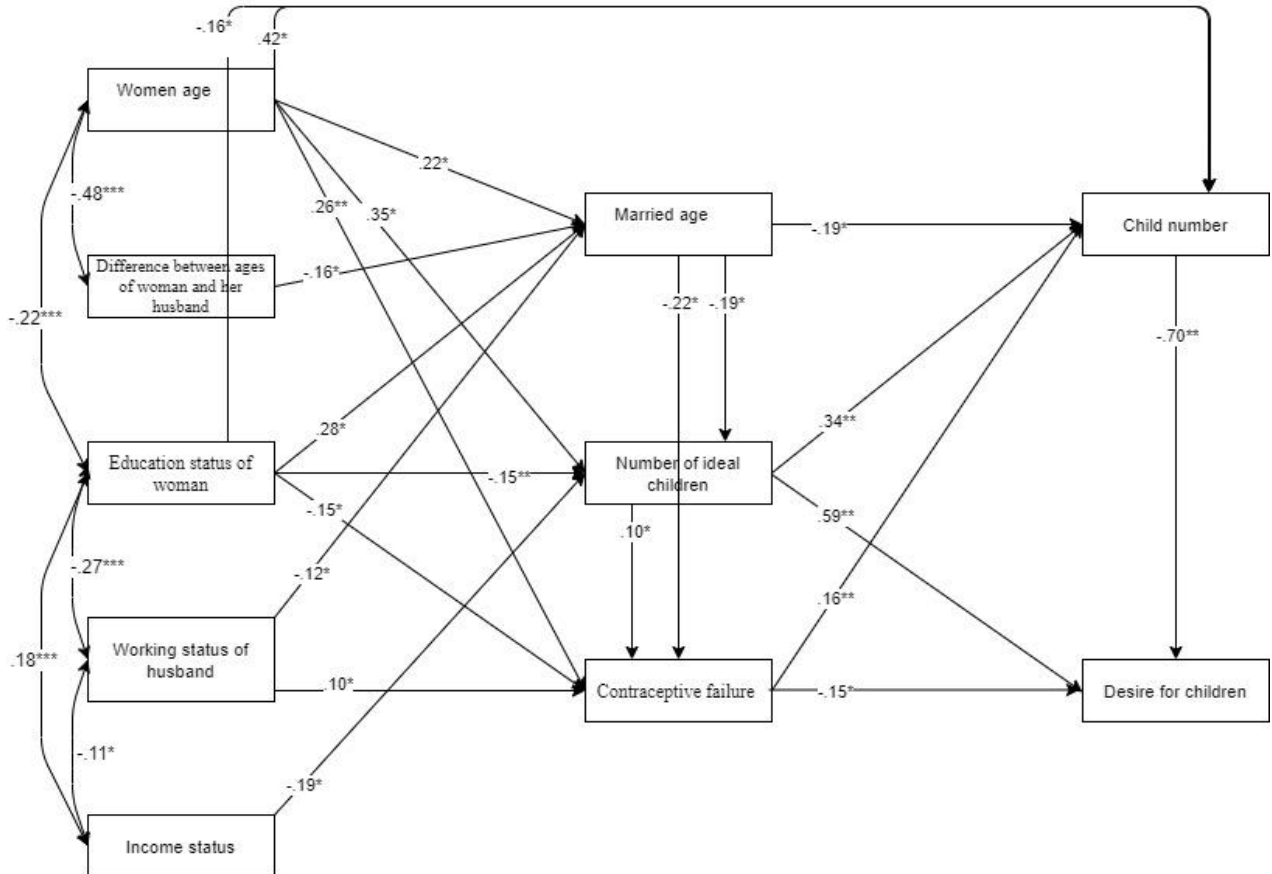 -.16*
.42*
Women age
.22*
-.48***
.26**
.35*
Married age
-.19*
Child number
Difference between ages
of woman and her
husband
-.16*
-.22*
-.19*
-.22***
-.70**
.28*
.34**
Education status of
woman
-.15**
Number of ideal
children
-.15*
.59**
.10*
-.27***
-.12*
.16**
Working status of
husband
.18***
.10*
Contraceptive failure
-.15*
Desire for children
-.11*
-.19*
Income status